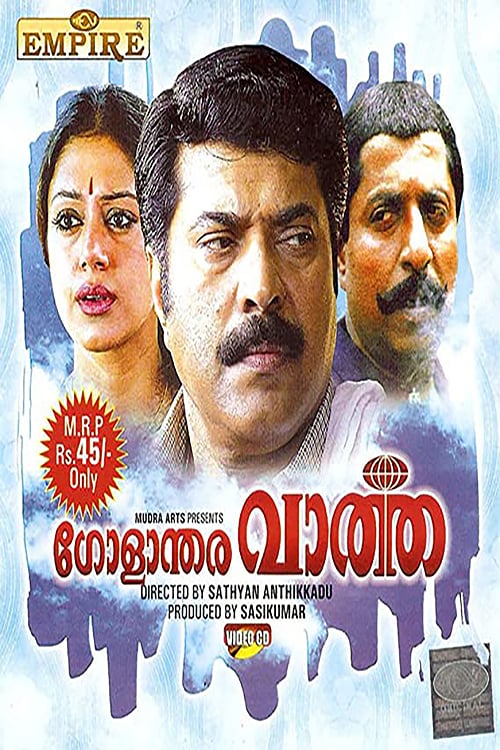 EMPIRE®
M.R.P
Rs.45/-
Only
MUDRA ARTS PRESENTS
ഗോളാന്തര വാർത്ത
DIRECTED BY SATHYAN ANTHIKKADU
PRODUCED BY SASIKUMAR
VIDEO CD